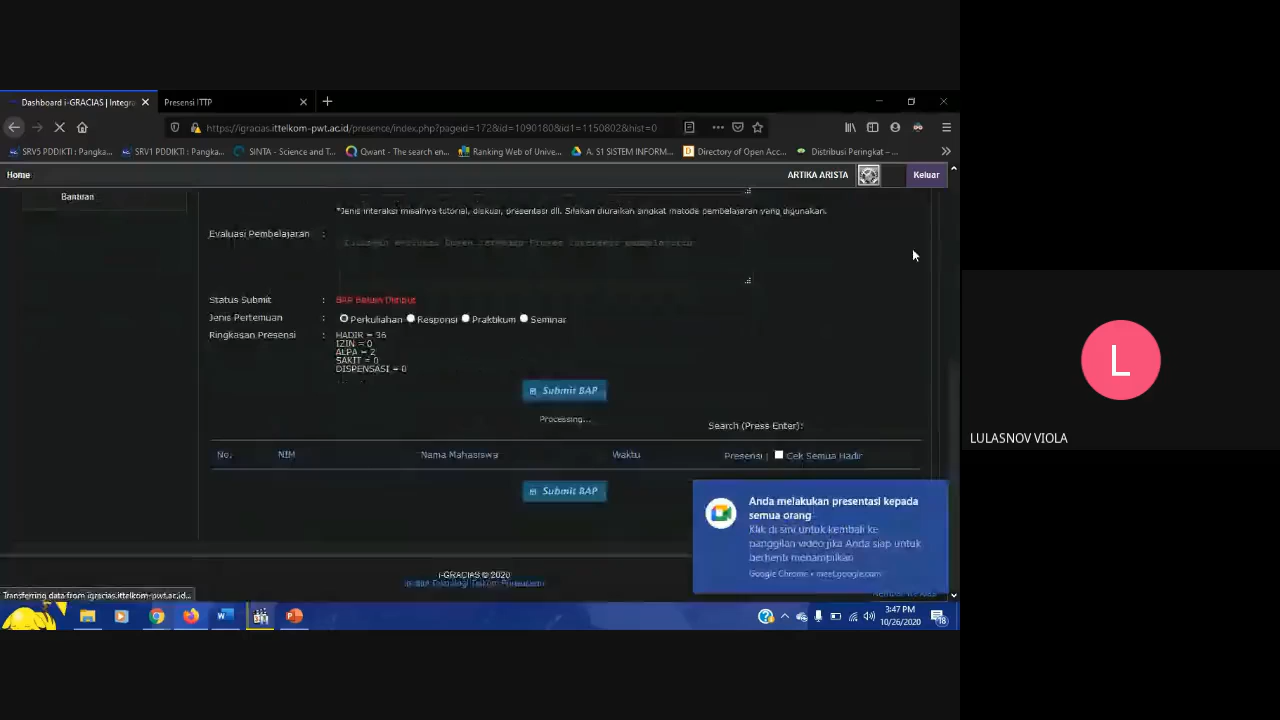 Dashboard i-GRACIAS | Integra
Presensi ITTP
https://igracias.ittelkom-pwt.ac.id/presence/index.php?pageid=172&id=1090180&id1=1150802&hist=0
SRV5 PDDIKTI : Pangka...
SRV1 PDDIKTI : Pangka...
SINTA - Science and T...
Qwant - The search en...
Ranking Web of Unive...
A. S1 SISTEM INFORM...
Directory of Open Acc...
Distribusi Peringkat –...
Home
ARTIKA ARISTA
Keluar
Bantuan
*Jenis interaksi misalnya tutorial, diskusi, presentasi dll. Silakan diuraikan singkat metode pembelajaran yang digunakan.
Evaluasi Pembelajaran :
Status Submit : BAP Belum Diinput
Jenis Pertemuan : Perkuliahan Responsi Praktikum Seminar
Ringkasan Presensi : HADIR = 36
IZIN = 0
ALPA = 2
SAKIT = 0
DISPENSASI = 0
Submit BAP
Processing...
Search (Press Enter):
No. NIM Nama Mahasiswa Waktu Presensi | Cek Semua Hadir
Submit BAP
Anda melakukan presentasi kepada
semua orang
Klik di sini untuk kembali ke
panggilan video jika Anda siap untuk
berhenti menampilkan
Google Chrome • meet.google.com
i-GRACIAS © 2020
Transferring data from igracias.ittelkom-pwt.ac.id...
3:47 PM
10/26/2020
18
L
LULASNOV VIOLA